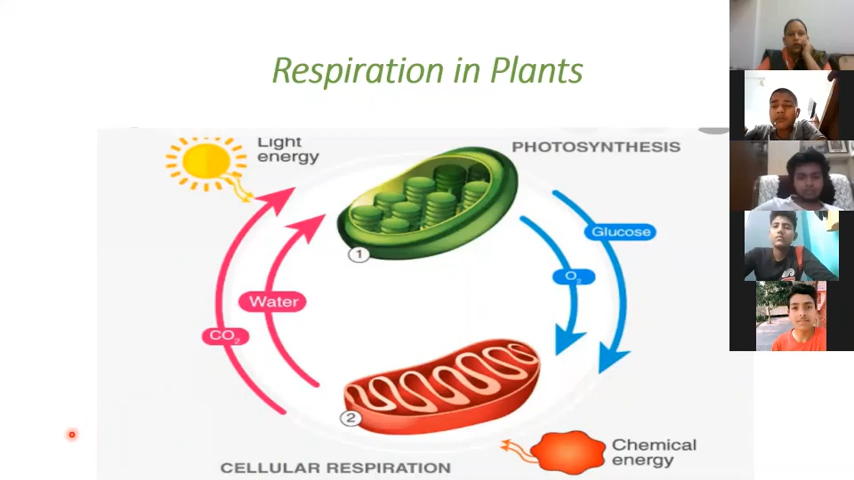 Respiration in Plants
Light
energy
PHOTOSYNTHESIS
Glucose
1
O₂
Water
CO₂
2
Chemical
energy
CELLULAR RESPIRATION